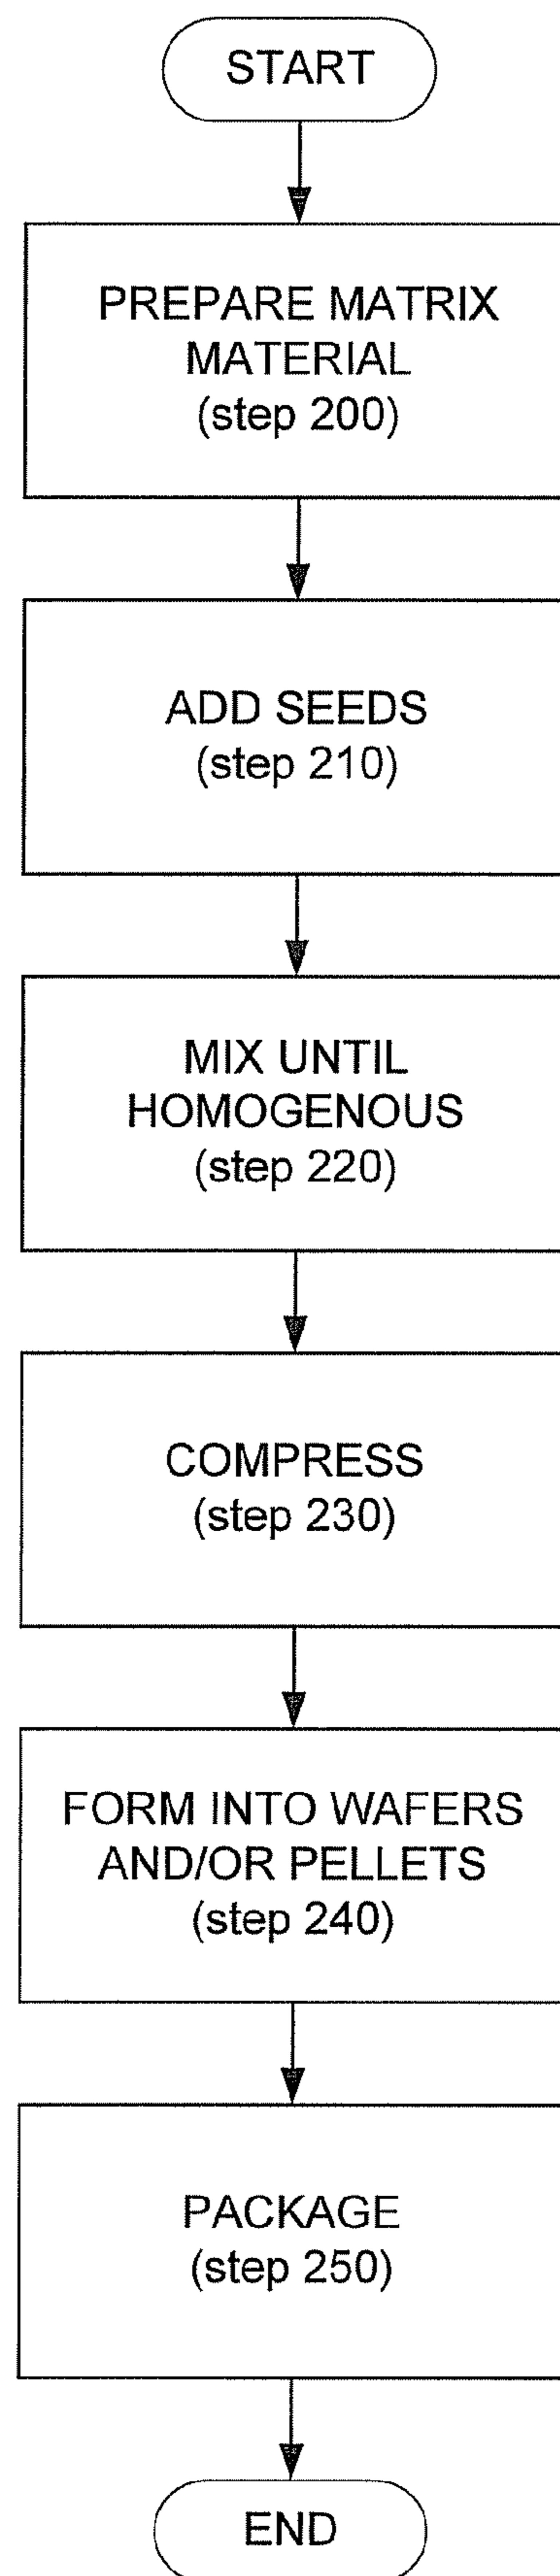 START
PREPARE MATRIX
MATERIAL
(step 200)
ADD SEEDS
(step 210)
MIX UNTIL
HOMOGENOUS
(step 220)
COMPRESS
(step 230)
FORM INTO WAFERS
AND/OR PELLETS
(step 240)
PACKAGE
(step 250)
END